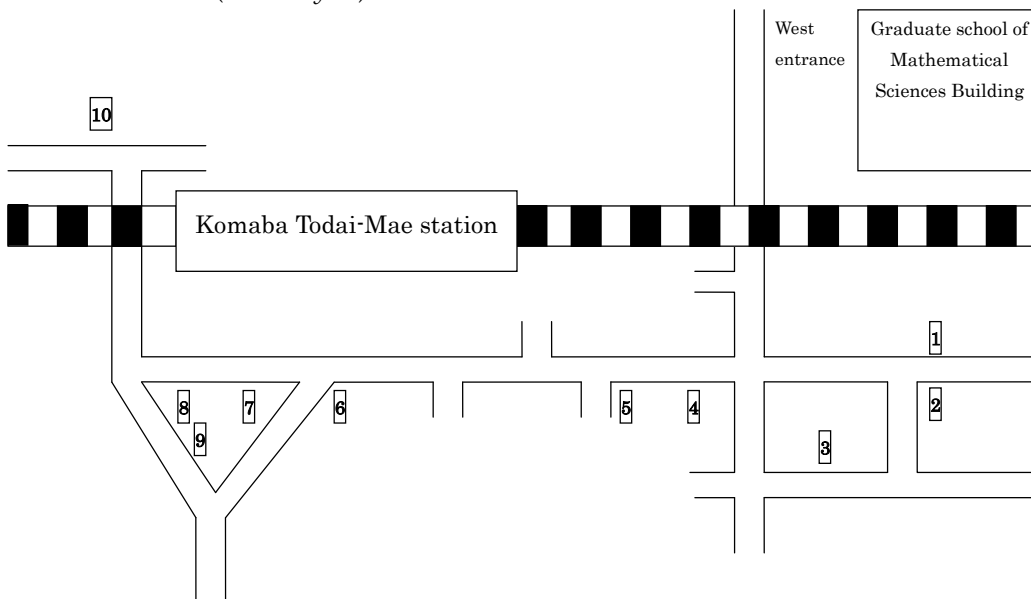 West
entrance
Graduate school of
Mathematical
Sciences Building
10
Komaba Todai-Mae station
1
8
7
6
5
4
2
9
3